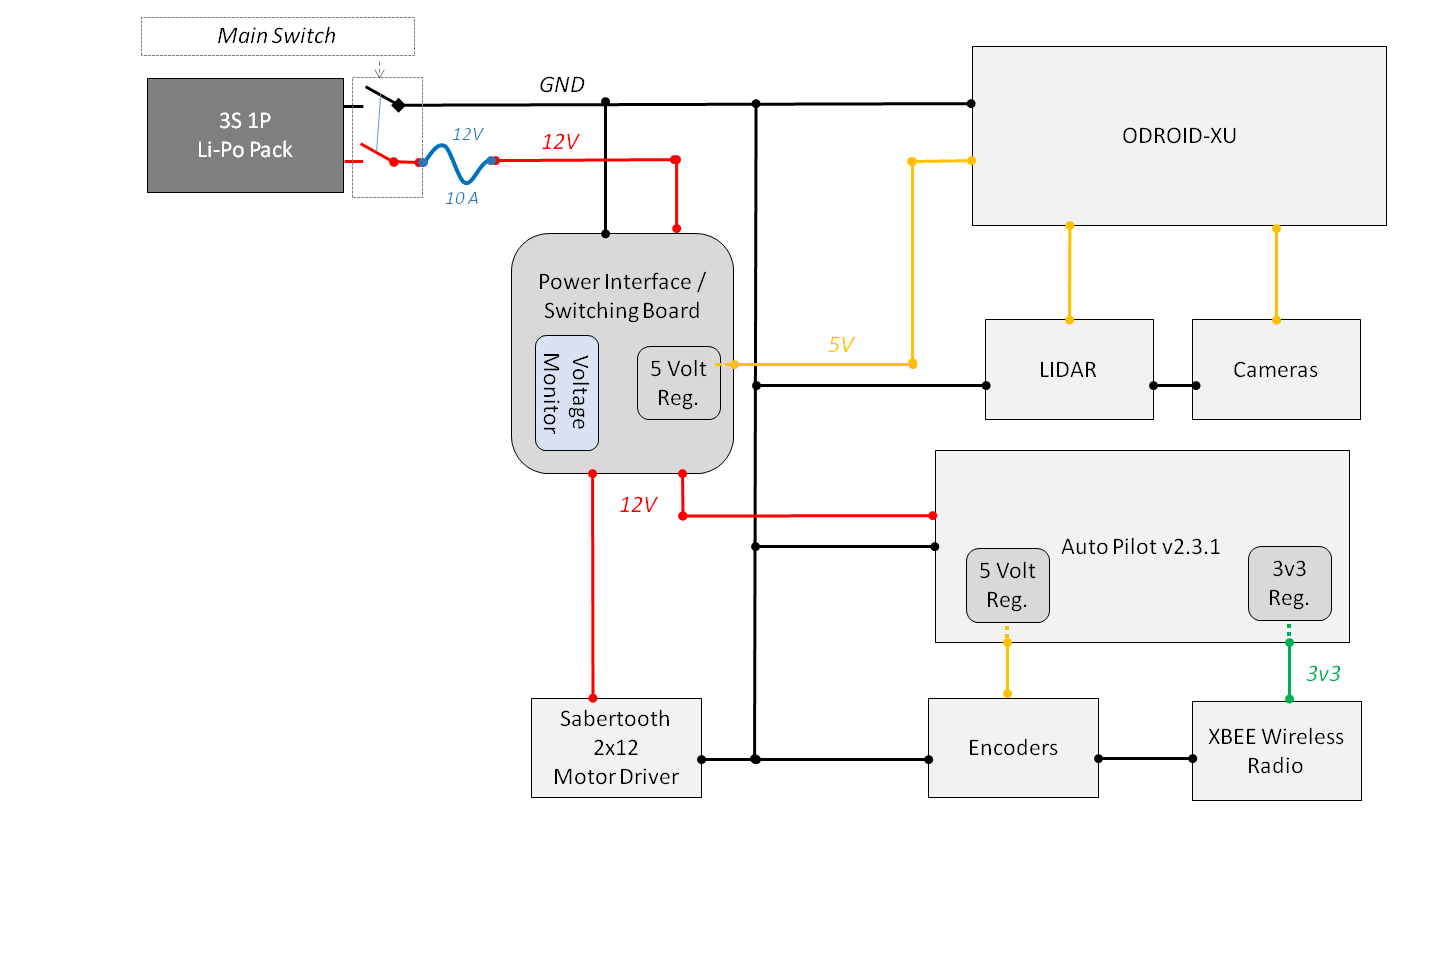 Main Switch
3S 1P
Li-Po Pack
GND
12V
10 A
12V
ODROID-XU
Power Interface /
Switching Board
Voltage
Monitor
5 Volt
Reg.
5V
LIDAR
Cameras
12V
Auto Pilot v2.3.1
5 Volt
Reg.
3v3
Reg.
3v3
Sabertooth
2x12
Motor Driver
Encoders
XBEE Wireless
Radio